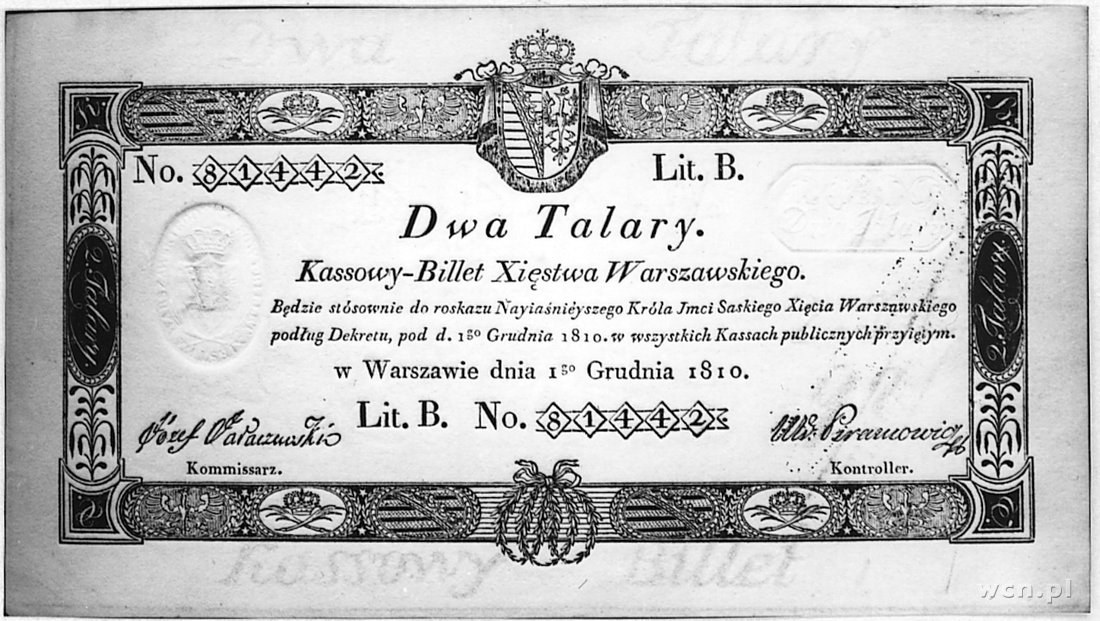 Dwa Talary
No. 81442
Lit. B.
Dwa Talary.
Kassowy-Billet Xięstwa Warszawskiego.
Będzie stósownie do roskazu Nayiaśnieyszego Króla Jmci Saskiego Xięcia Warszawskiego
podług Dekretu, pod d. 1go Grudnia 1810. w wszystkich Kassach publicznych przyiętym.
w Warszawie dnia 1go Grudnia 1810.
Lit. B. No. 81442
Kommissarz.
Kontroller.
2. Talary.
2. Talary.
Kassowy Billet
wcn.pl